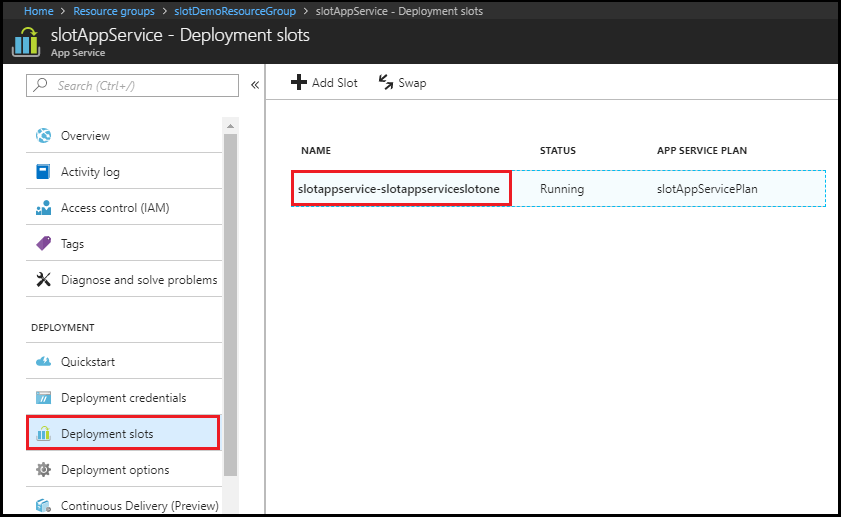 Home > Resource groups > slotDemoResourceGroup > slotAppService - Deployment slots
slotAppService - Deployment slots
App Service
Search (Ctrl+/)
«
Add Slot Swap
Overview
Activity log
Access control (IAM)
Tags
Diagnose and solve problems
DEPLOYMENT
Quickstart
Deployment credentials
Deployment slots
Deployment options
Continuous Delivery (Preview)
NAME STATUS APP SERVICE PLAN
slotappservice-slotappserviceslotone Running slotAppServicePlan